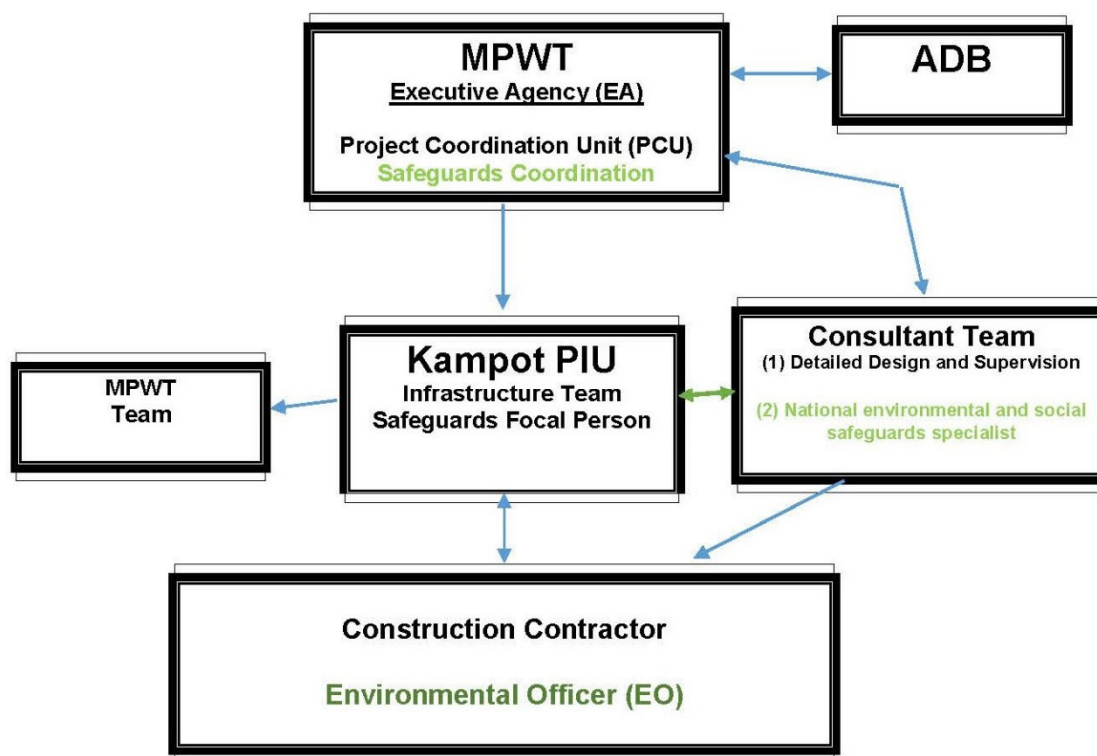 MPWT
Executive Agency (EA)
Project Coordination Unit (PCU)
Safeguards Coordination
ADB
MPWT
Team
Kampot PIU
Infrastructure Team
Safeguards Focal Person
Consultant Team
(1) Detailed Design and Supervision
(2) National environmental and social
safeguards specialist
Construction Contractor
Environmental Officer (EO)